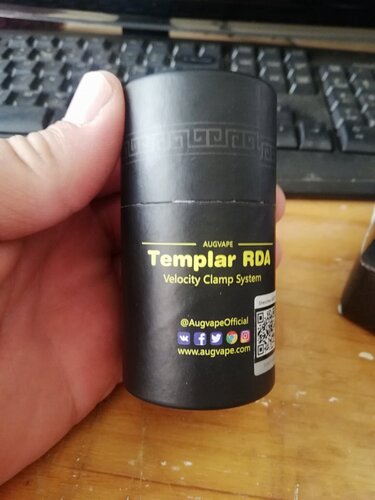 AUGVAPE
Templar RDA
Velocity Clamp System
@AugvapeOfficial
www.augvape.com